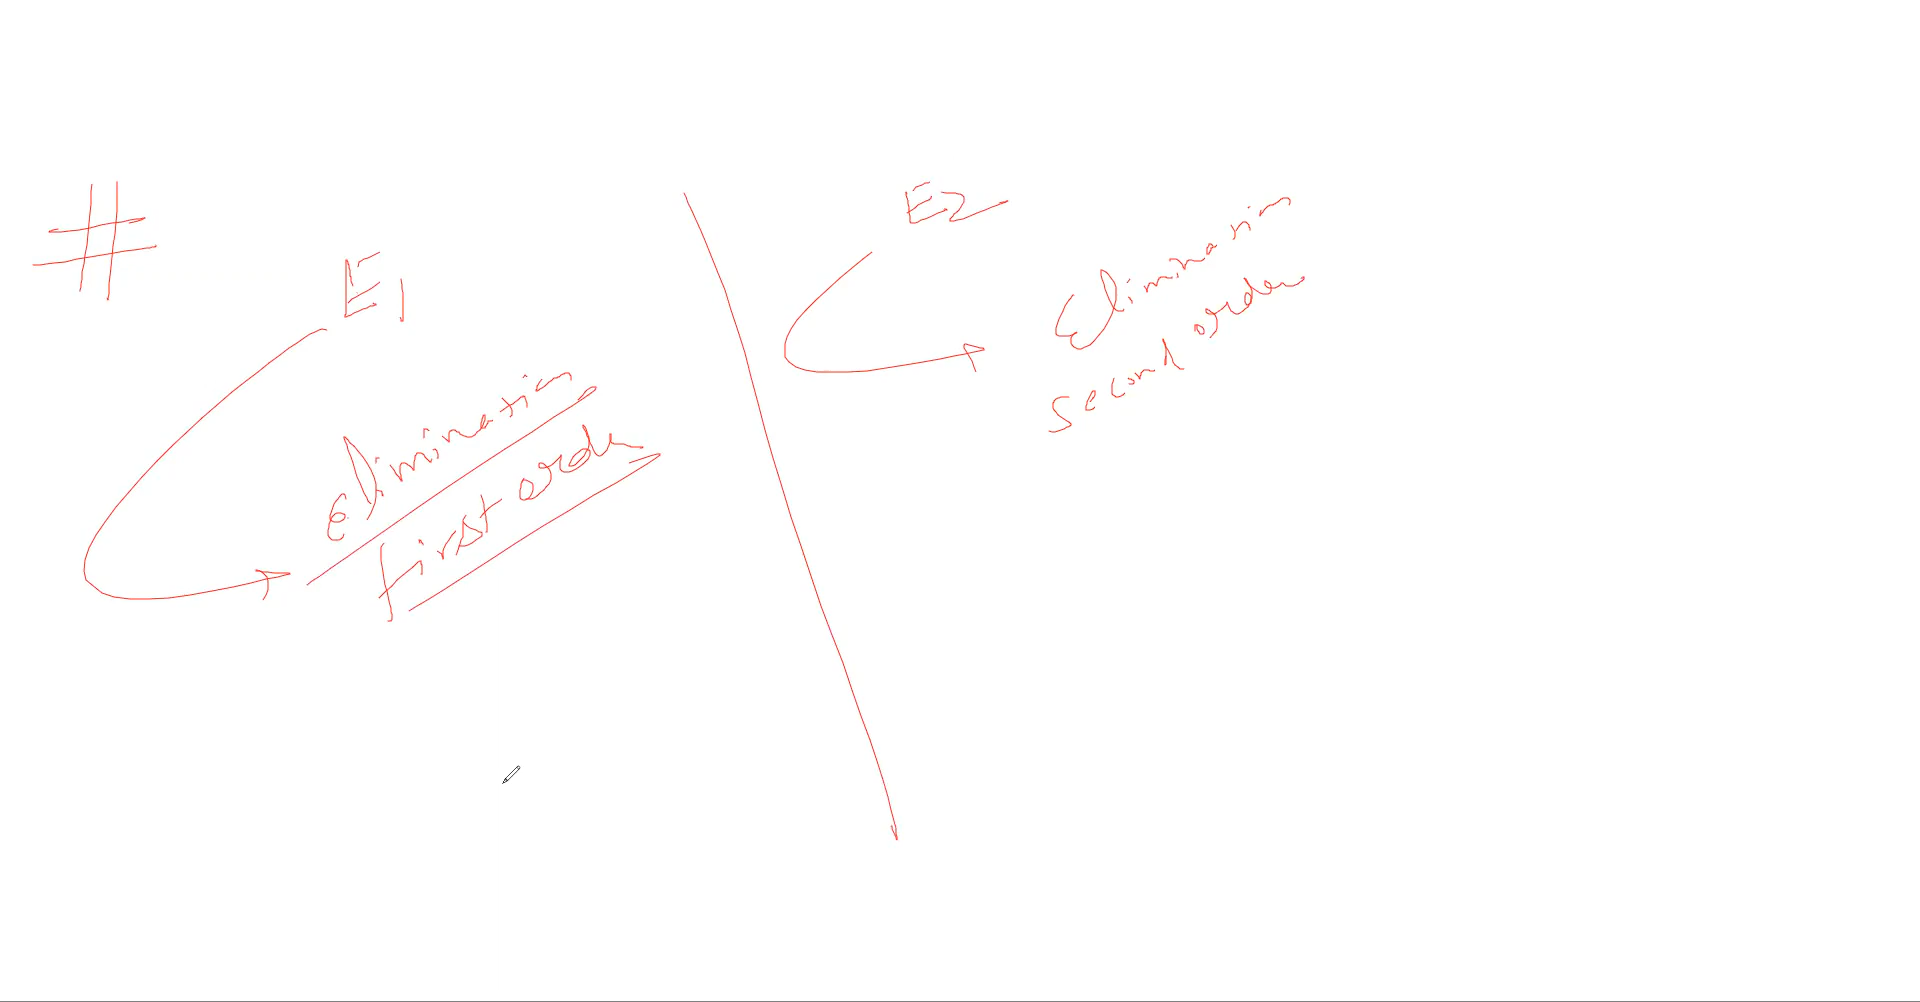 #
E1
elimination
first order
E2
Elimination
second order